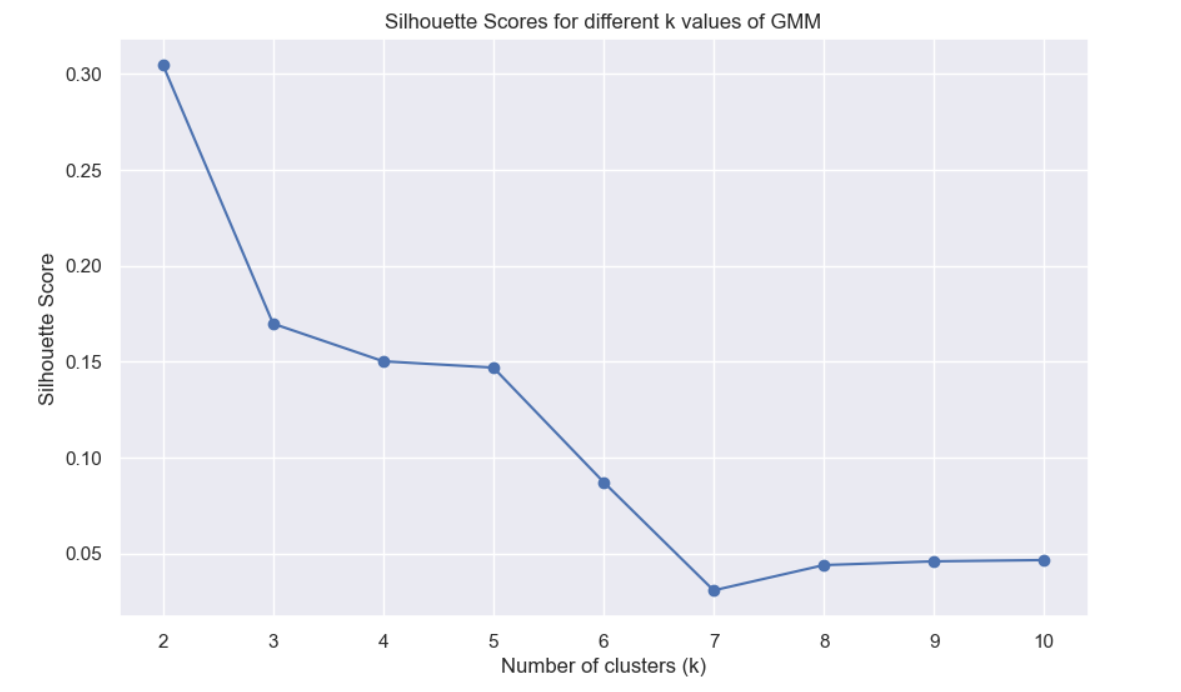 Silhouette Scores for different k values of GMM
0.30
0.25
0.20
0.15
0.10
0.05
Silhouette Score
2 3 4 5 6 7 8 9 10
Number of clusters (k)